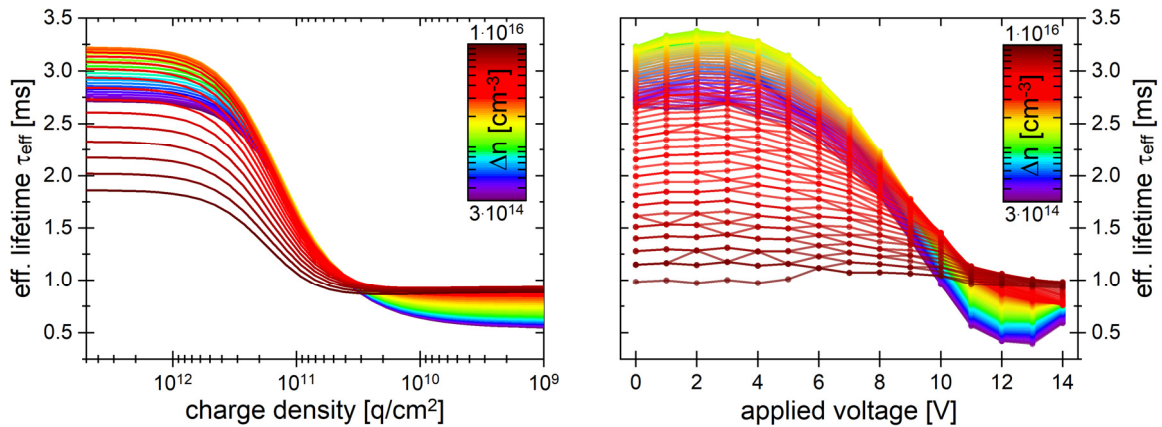 eff. lifetime τeff [ms]
3.5
3.0
2.5
2.0
1.5
1.0
0.5
1·10¹⁶
Δn [cm⁻³]
3·10¹⁴
10¹² 10¹¹ 10¹⁰ 10⁹
charge density [q/cm²]
1·10¹⁶
Δn [cm⁻³]
3·10¹⁴
3.5
3.0
2.5
2.0
1.5
1.0
0.5
eff. lifetime τeff [ms]
0 2 4 6 8 10 12 14
applied voltage [V]